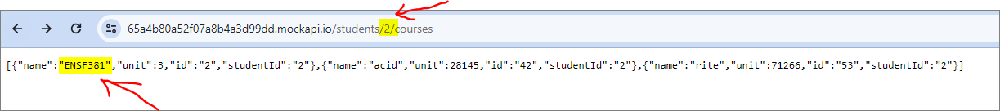 65a4b80a52f07a8b4a3d99dd.mockapi.io/students/2/courses
[{"name":"ENSF381","unit":3,"id":"2","studentId":"2"},{"name":"acid","unit":28145,"id":"42","studentId":"2"},{"name":"rite","unit":71266,"id":"53","studentId":"2"}]